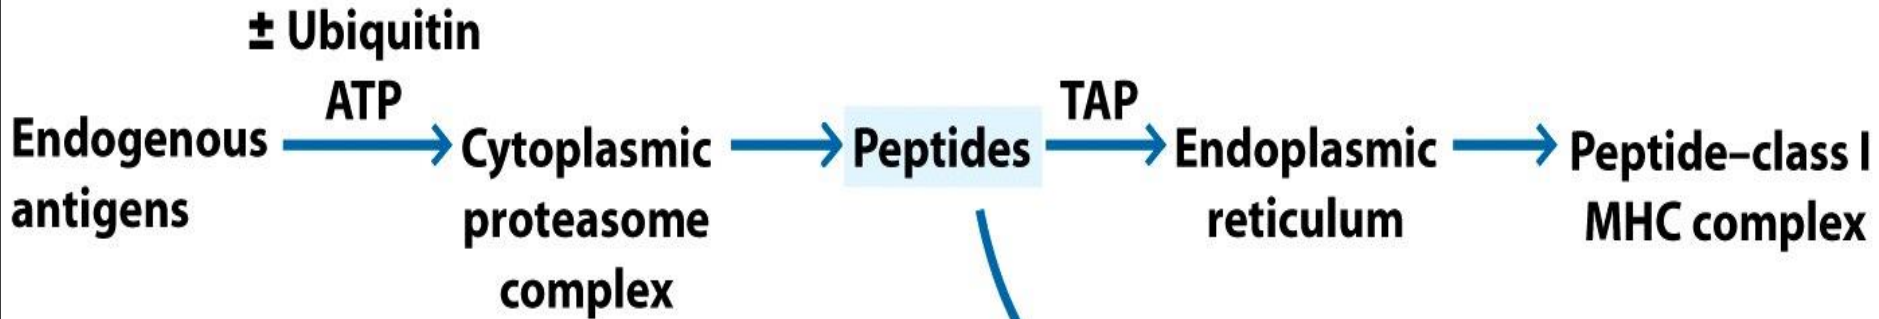 ± Ubiquitin
ATP
Endogenous
antigens
Cytoplasmic
proteasome
complex
Peptides
TAP
Endoplasmic
reticulum
Peptide–class I
MHC complex